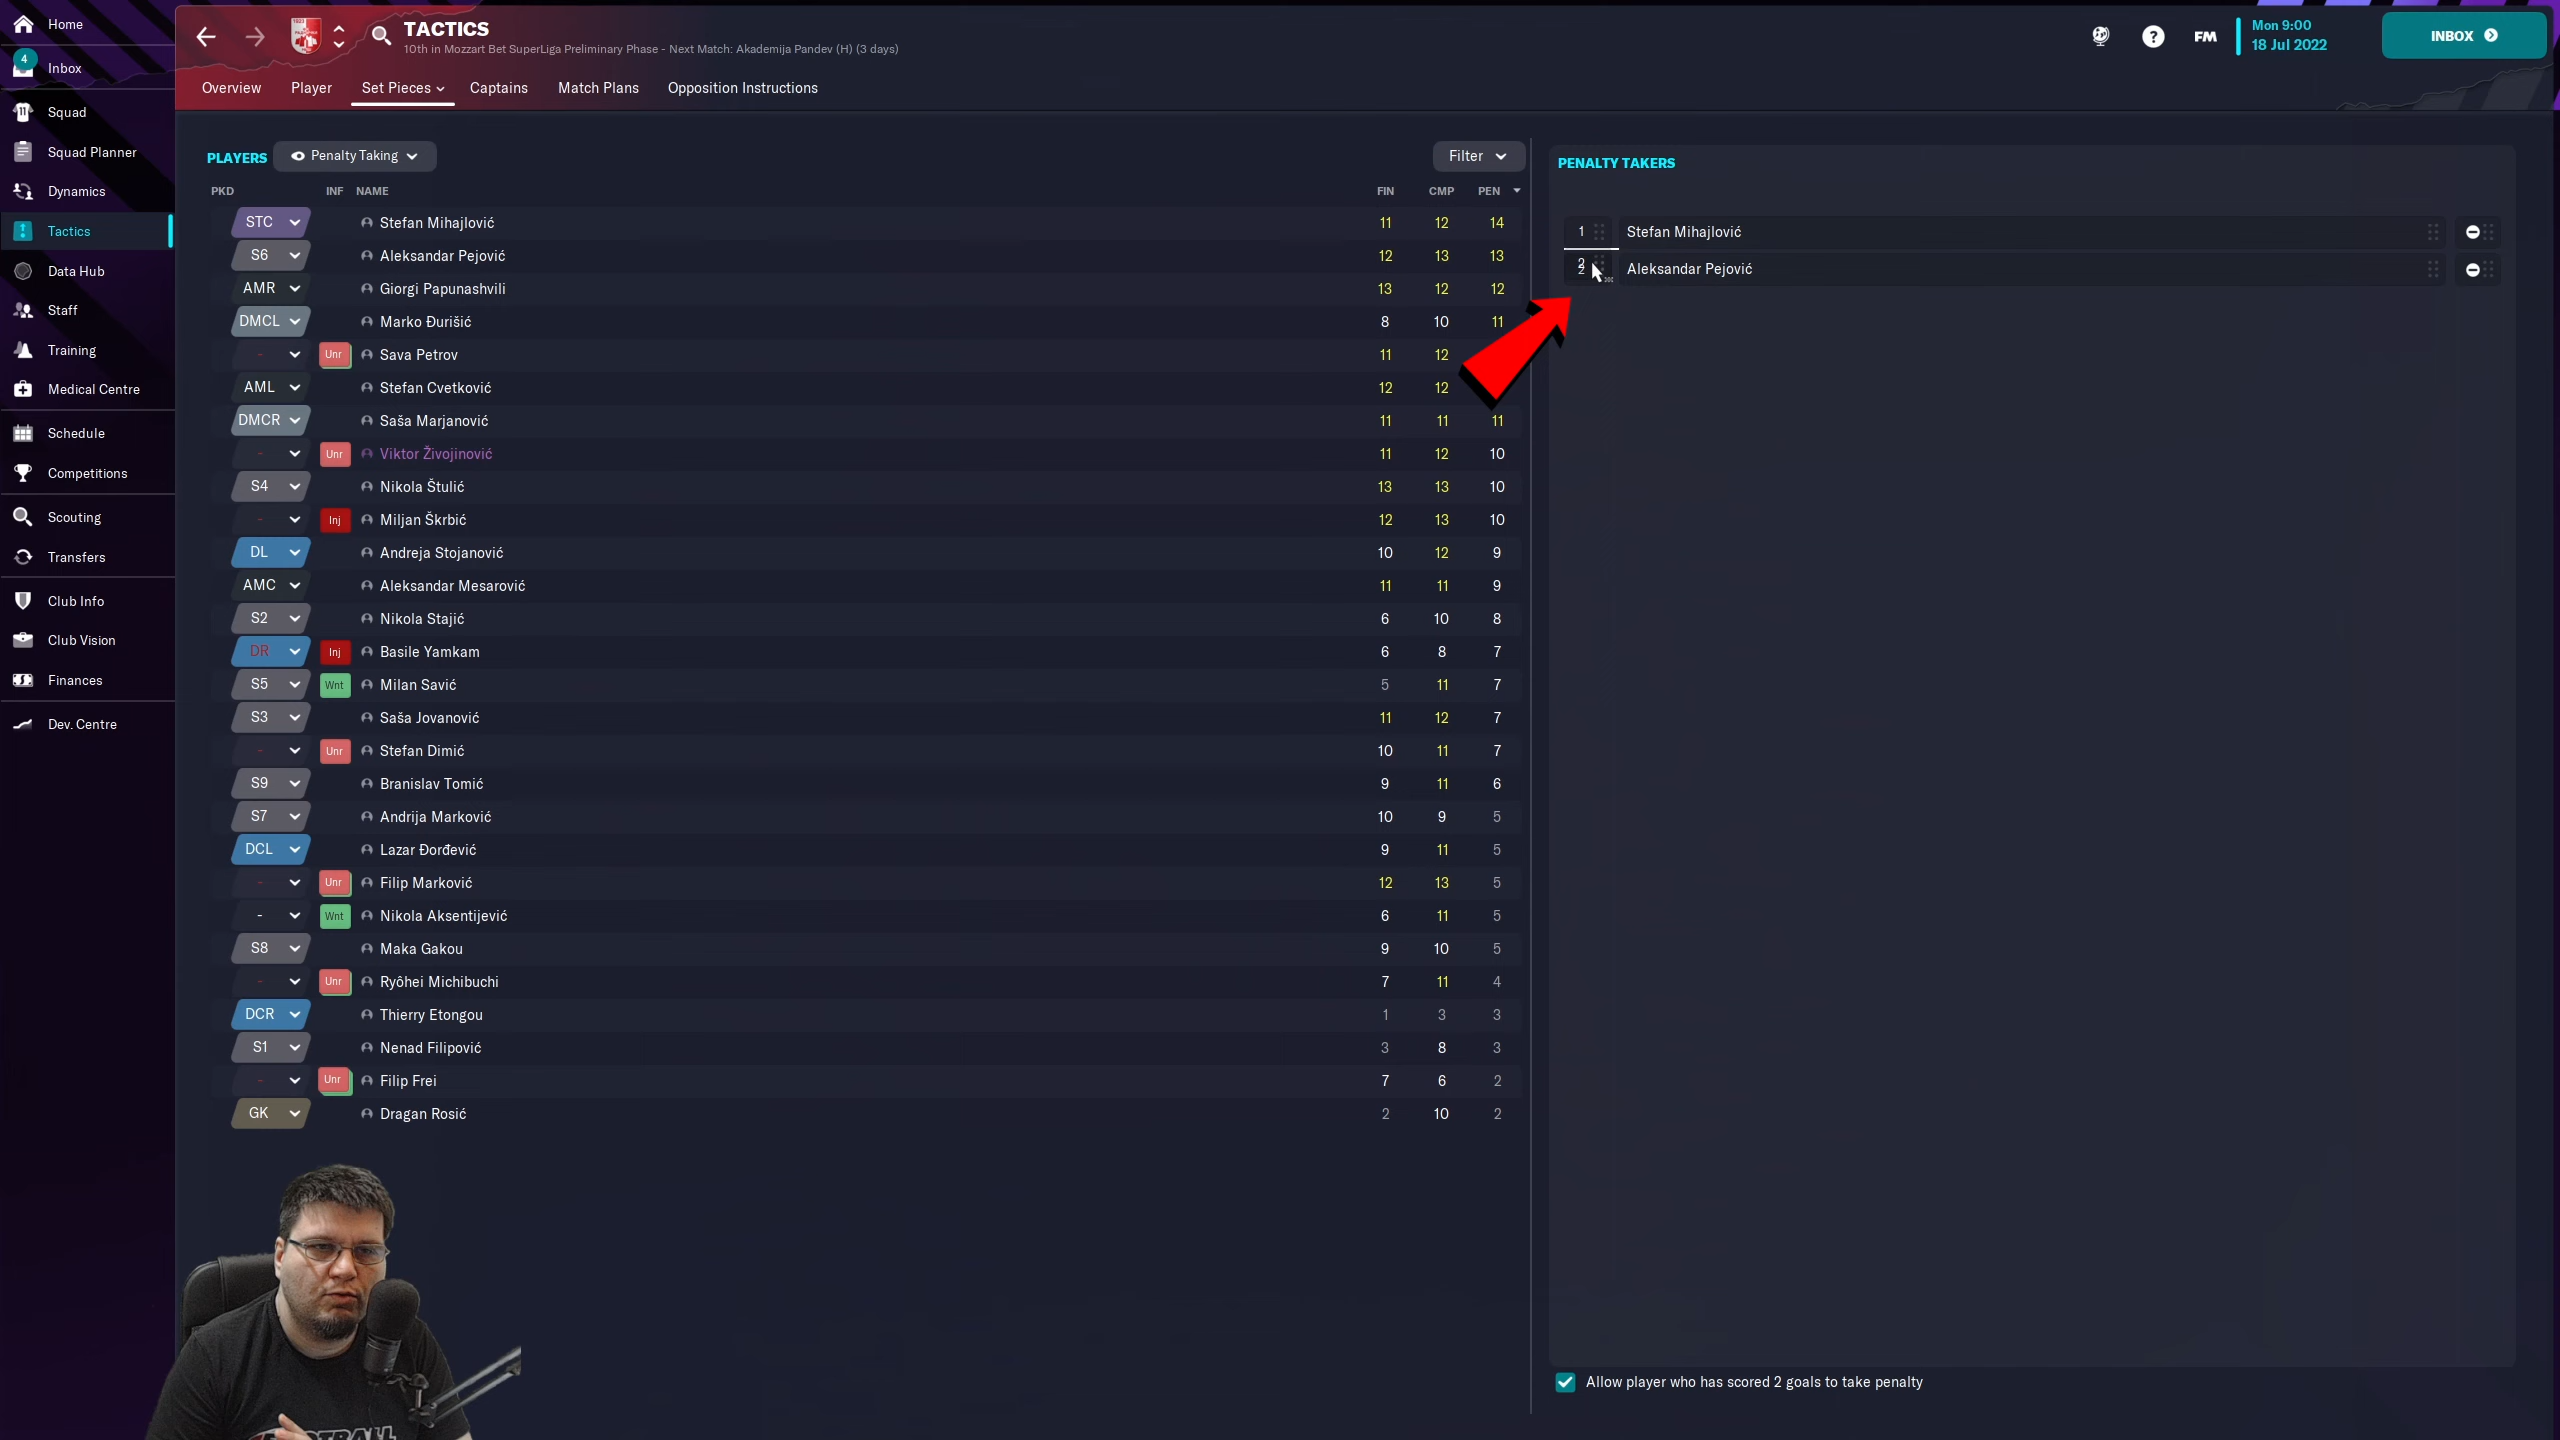 Home
4
Inbox
Squad
Squad Planner
Dynamics
Tactics
Data Hub
Staff
Training
Medical Centre
Schedule
Competitions
Scouting
Transfers
Club Info
Club Vision
Finances
Dev. Centre
TACTICS
10th in Mozzart Bet SuperLiga Preliminary Phase - Next Match: Akademija Pandev (H) (3 days)
FM
Mon 9:00
18 Jul 2022
INBOX
Overview Player Set Pieces Captains Match Plans Opposition Instructions
PLAYERS Penalty Taking Filter
PKD INF NAME FIN CMP PEN
STC Stefan Mihajlović 11 12 14
S6 Aleksandar Pejović 12 13 13
AMR Giorgi Papunashvili 13 12 12
DMCL Marko Đurišić 8 10 11
- Unr Sava Petrov 11 12
AML Stefan Cvetković 12 12
DMCR Saša Marjanović 11 11 11
- Unr Viktor Živojinović 11 12 10
S4 Nikola Štulić 13 13 10
- Inj Miljan Škrbić 12 13 10
DL Andreja Stojanović 10 12 9
AMC Aleksandar Mesarović 11 11 9
S2 Nikola Stajić 6 10 8
DR Inj Basile Yamkam 6 8 7
S5 Wnt Milan Savić 5 11 7
S3 Saša Jovanović 11 12 7
- Unr Stefan Dimić 10 11 7
S9 Branislav Tomić 9 11 6
S7 Andrija Marković 10 9 5
DCL Lazar Đorđević 9 11 5
- Unr Filip Marković 12 13 5
- Wnt Nikola Aksentijević 6 11 5
S8 Maka Gakou 9 10 5
- Unr Ryôhei Michibuchi 7 11 4
DCR Thierry Etongou 1 3 3
S1 Nenad Filipović 3 8 3
- Unr Filip Frei 7 6 2
GK Dragan Rosić 2 10 2
PENALTY TAKERS
1 Stefan Mihajlović
2 Aleksandar Pejović
Allow player who has scored 2 goals to take penalty